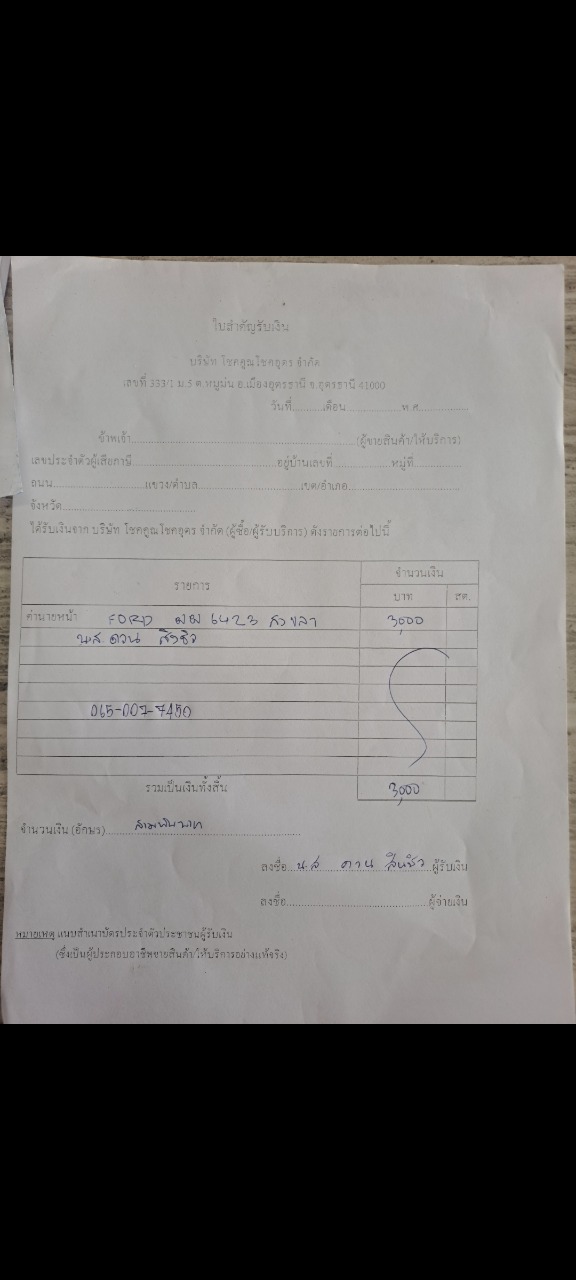 ใบสำคัญรับเงิน
บริษัท โชคคูณโชคอุดร จำกัด
เลขที่ 333/1 ม.5 ต.หมูม่น อ.เมืองอุดรธานี จ.อุดรธานี 41000
วันที่..........เดือน...................พ.ศ.................
ข้าพเจ้า...........................................................................(ผู้ขายสินค้า/ให้บริการ)
เลขประจำตัวผู้เสียภาษี................................................อยู่บ้านเลขที่..................หมู่ที่.................
ถนน.............................แขวง/ตำบล...................................เขต/อำเภอ.....................................
จังหวัด.............................................
ได้รับเงินจาก บริษัท โชคคูณโชคอุดร จำกัด (ผู้ซื้อ/ผู้รับบริการ) ดังรายการต่อไปนี้
รายการ จำนวนเงิน
บาท สต.
ค่านายหน้า FORD ผผ 6423 สงขลา 3,000
น.ส.
065-007-7450
รวมเป็นเงินทั้งสิ้น 3,000
จำนวนเงิน (อักษร) สามพันบาท
ลงชื่อ น.ส ผู้รับเงิน
ลงชื่อ..........................................ผู้จ่ายเงิน
หมายเหตุ แนบสำเนาบัตรประจำตัวประชาชนผู้รับเงิน
(ซึ่งเป็นผู้ประกอบอาชีพขายสินค้า/ให้บริการอย่างแท้จริง)